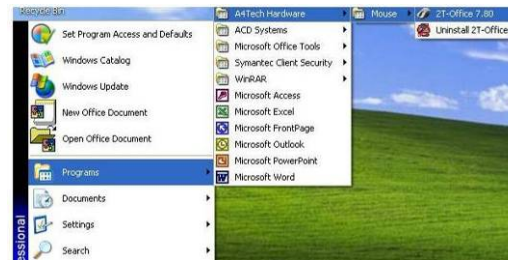 Recycle Bin
Set Program Access and Defaults
Windows Catalog
Windows Update
New Office Document
Open Office Document
Programs
Documents
Settings
Search
essional
A4Tech Hardware
ACD Systems
Microsoft Office Tools
Symantec Client Security
WinRAR
Microsoft Access
Microsoft Excel
Microsoft FrontPage
Microsoft Outlook
Microsoft PowerPoint
Microsoft Word
Mouse
2T-Office 7.80
Uninstall 2T-Office